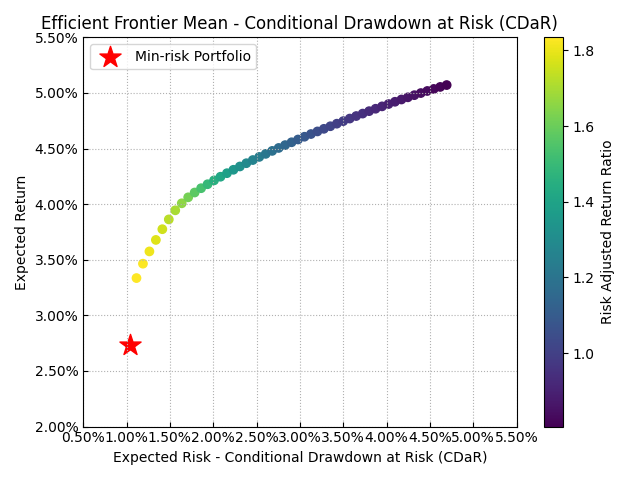 Efficient Frontier Mean - Conditional Drawdown at Risk (CDaR)
Min-risk Portfolio
5.50%
5.00%
4.50%
4.00%
3.50%
3.00%
2.50%
2.00%
Expected Return
0.50% 1.00% 1.50% 2.00% 2.50% 3.00% 3.50% 4.00% 4.50% 5.00% 5.50%
Expected Risk - Conditional Drawdown at Risk (CDaR)
1.8
1.6
1.4
1.2
1.0
Risk Adjusted Return Ratio